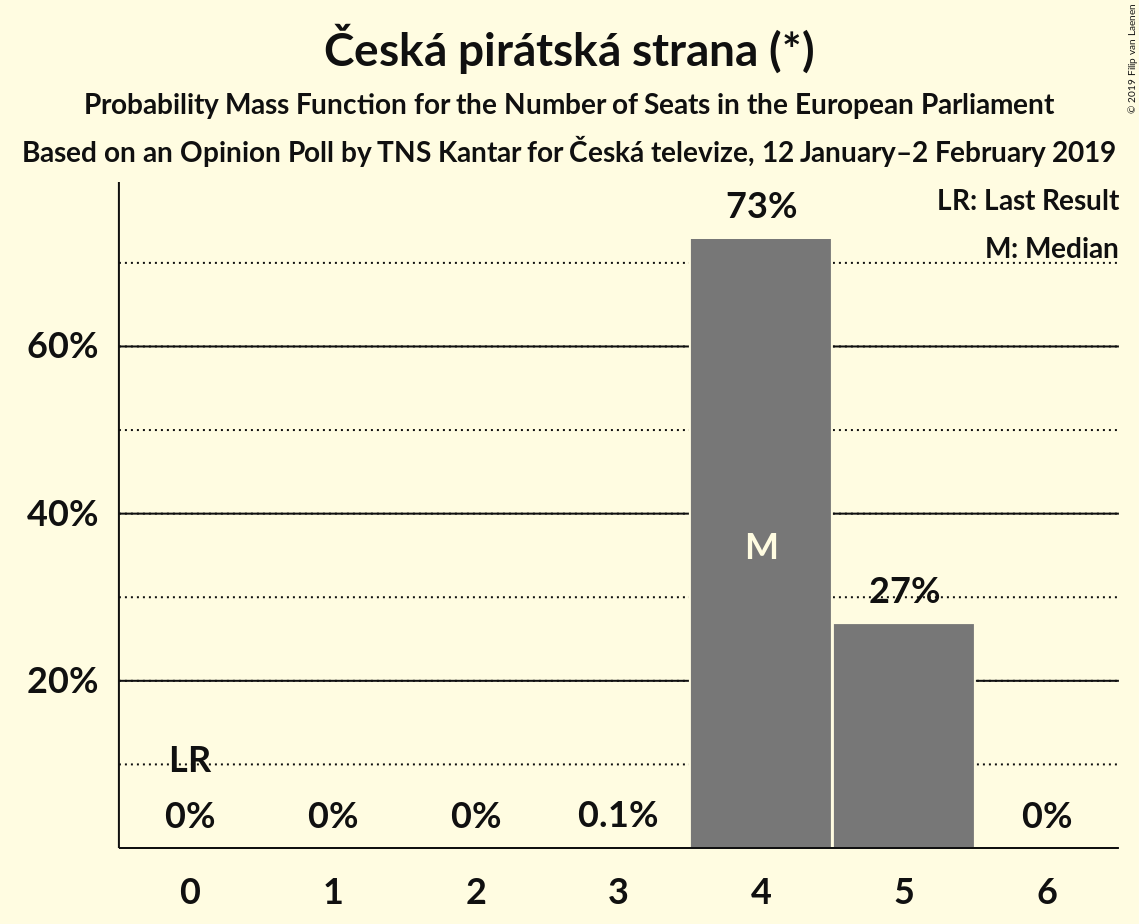 Česká pirátská strana (*)
Probability Mass Function for the Number of Seats in the European Parliament
Based on an Opinion Poll by TNS Kantar for Česká televize, 12 January–2 February 2019
© 2019 Filip van Laenen
LR: Last Result
M: Median
73%
60%
40%
M
27%
20%
LR
0% 0% 0% 0.1% 0%
0 1 2 3 4 5 6